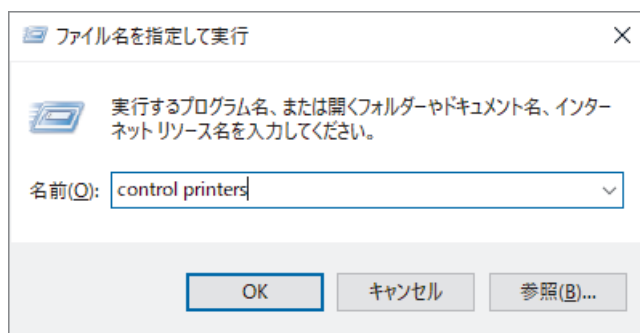 ファイル名を指定して実行
実行するプログラム名、または開くフォルダーやドキュメント名、インター
ネット リソース名を入力してください。
名前(O): control printers
OK キャンセル 参照(B)...